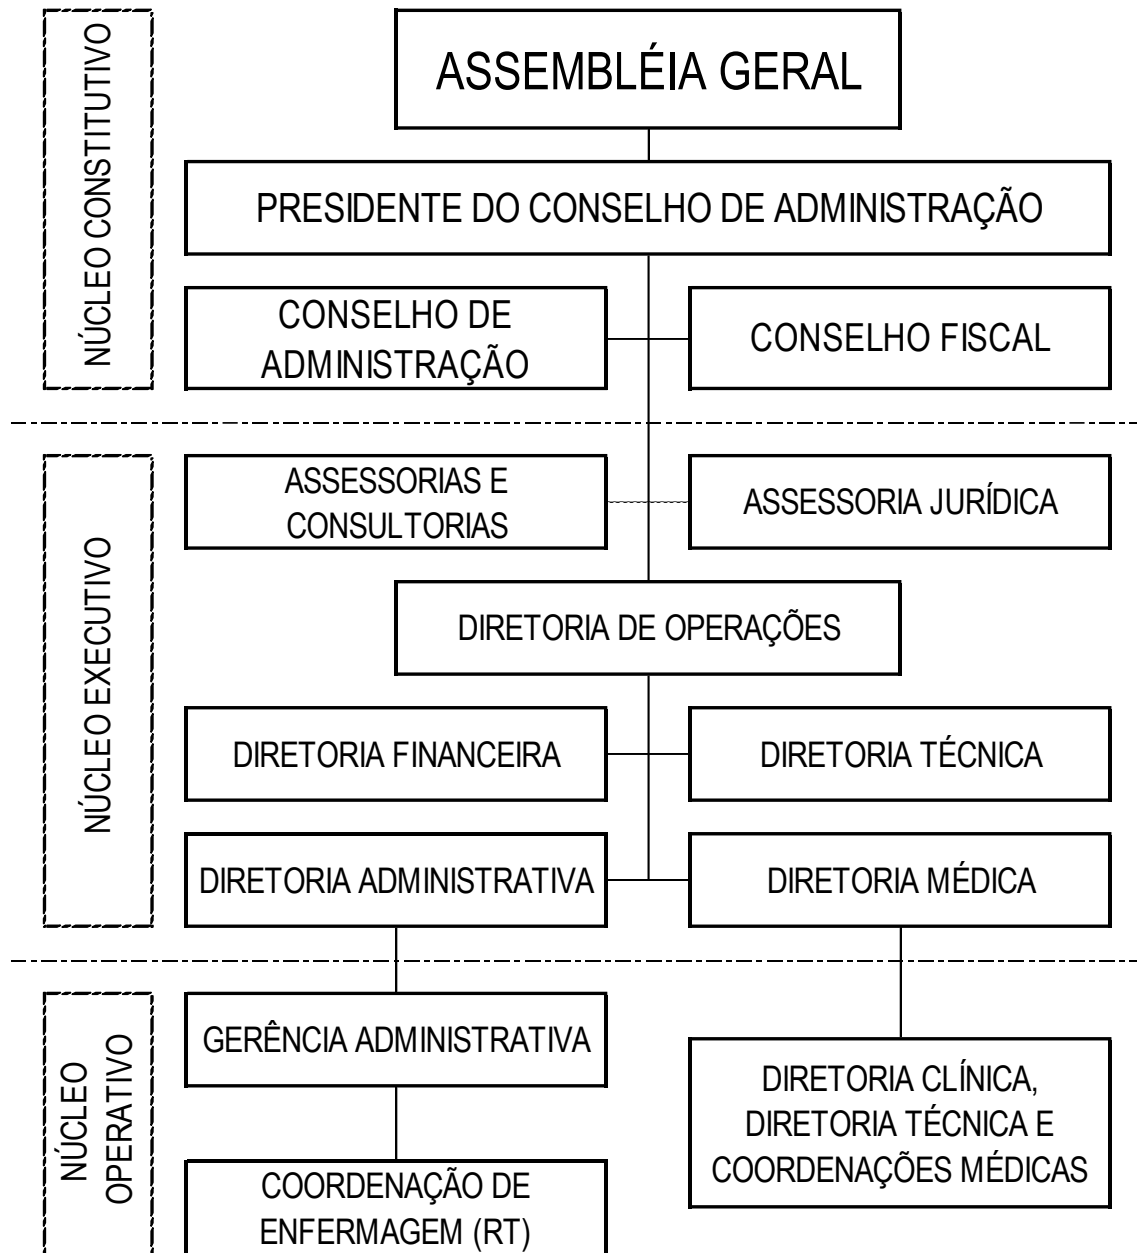 NÚCLEO CONSTITUTIVO
ASSEMBLÉIA GERAL
PRESIDENTE DO CONSELHO DE ADMINISTRAÇÃO
CONSELHO DE
ADMINISTRAÇÃO
CONSELHO FISCAL
NÚCLEO EXECUTIVO
ASSESSORIAS E
CONSULTORIAS
ASSESSORIA JURÍDICA
DIRETORIA DE OPERAÇÕES
DIRETORIA FINANCEIRA
DIRETORIA TÉCNICA
DIRETORIA ADMINISTRATIVA
DIRETORIA MÉDICA
NÚCLEO
OPERATIVO
GERÊNCIA ADMINISTRATIVA
DIRETORIA CLÍNICA,
DIRETORIA TÉCNICA E
COORDENAÇÕES MÉDICAS
COORDENAÇÃO DE
ENFERMAGEM (RT)